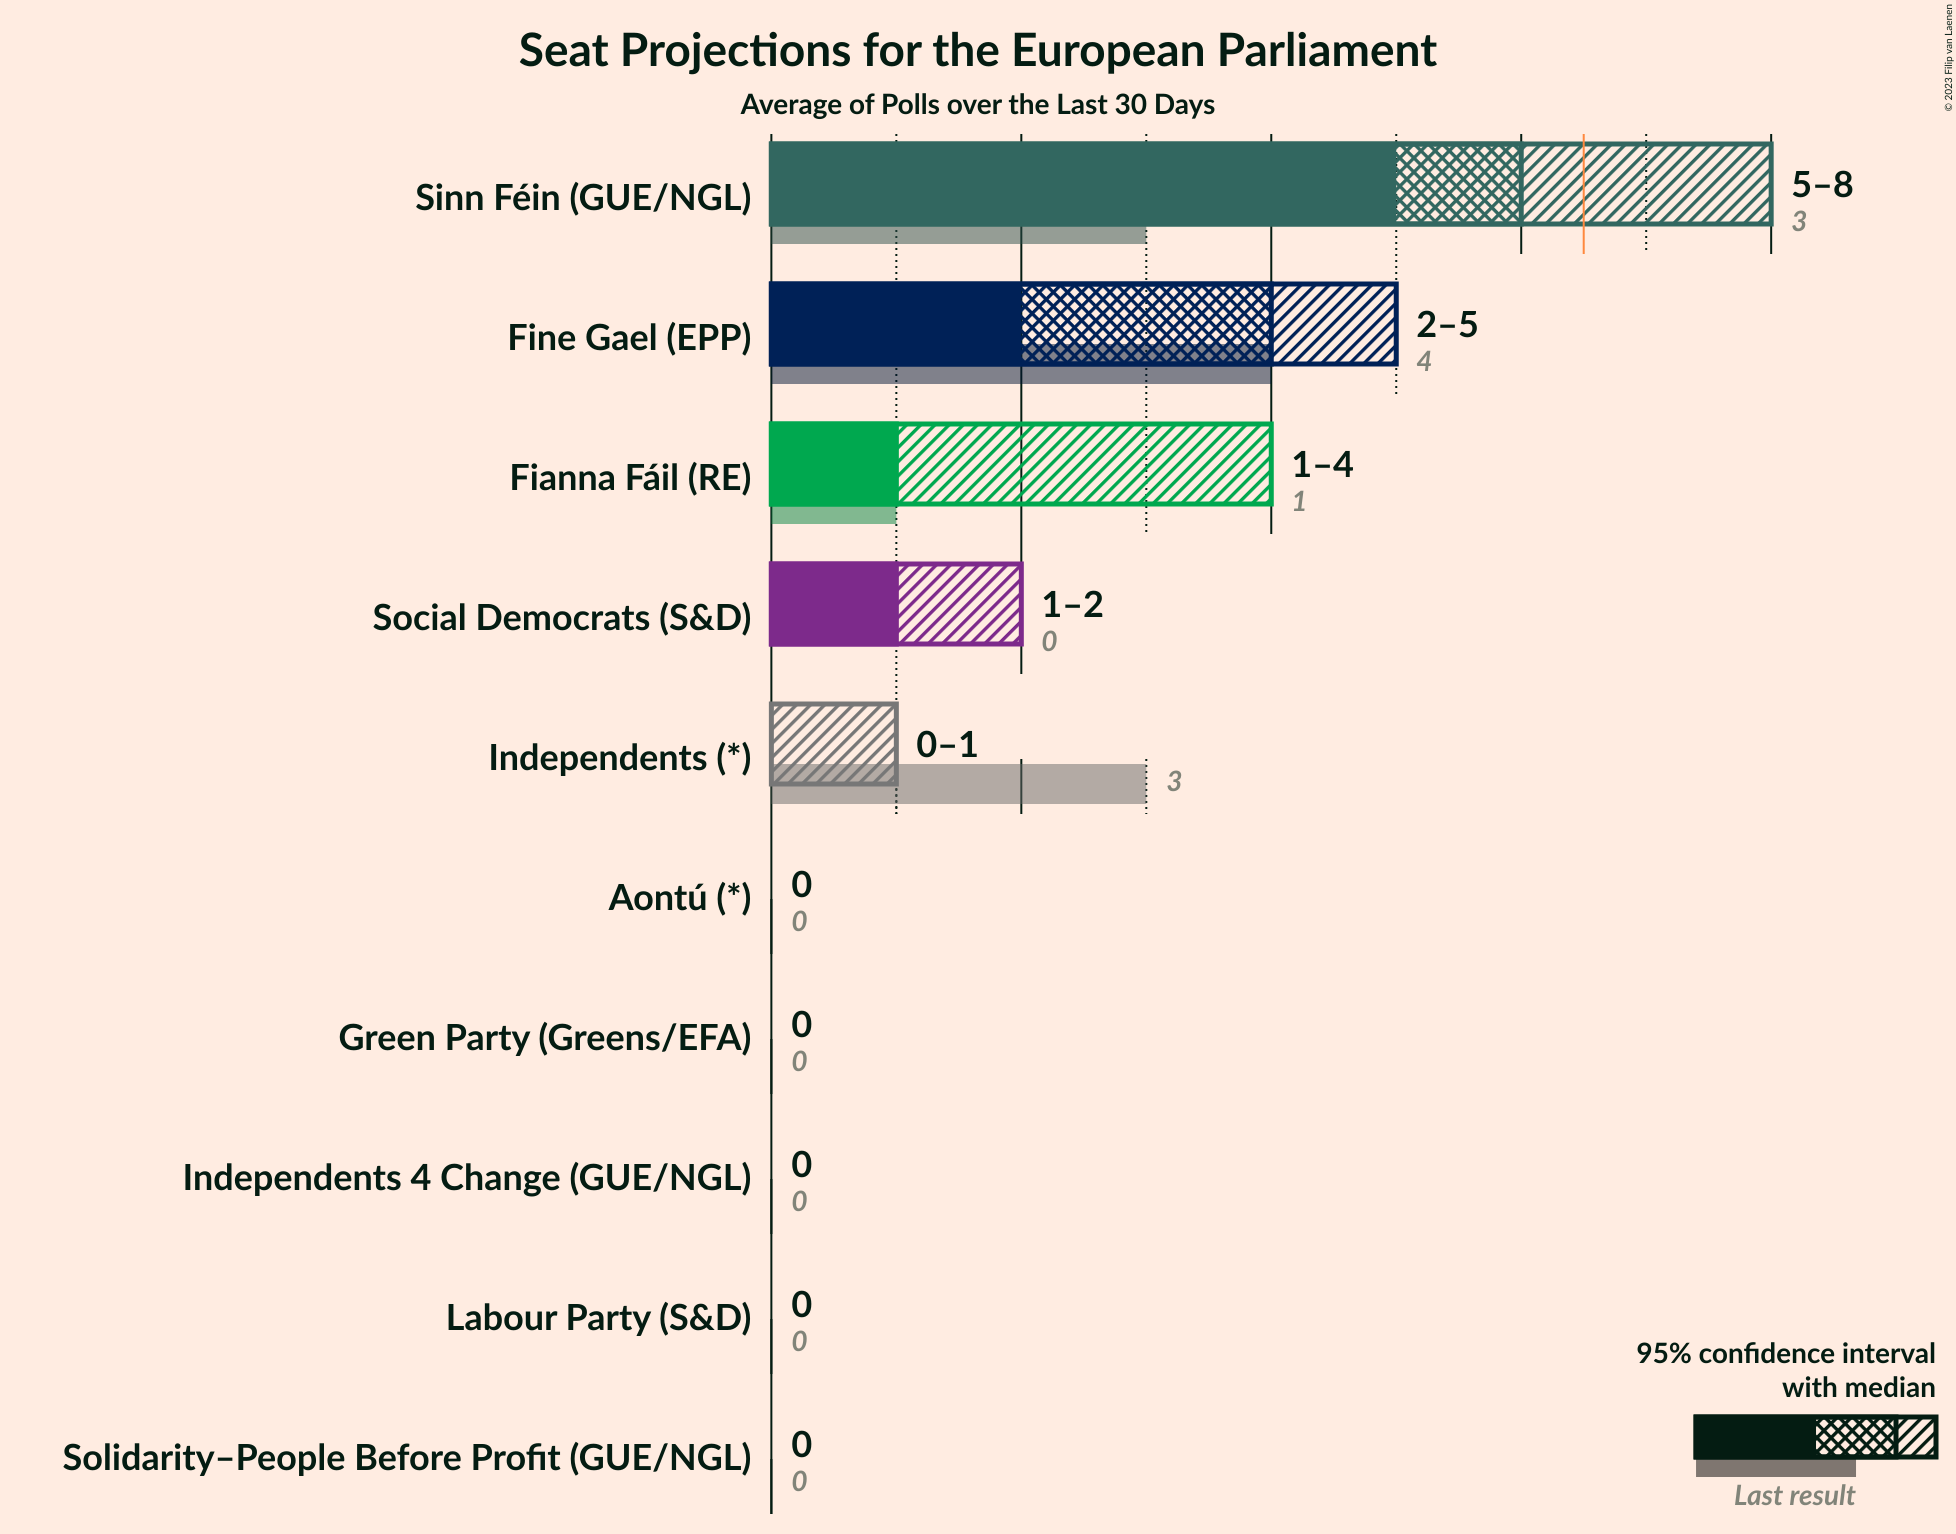 Seat Projections for the European Parliament
Average of Polls over the Last 30 Days
© 2023 Filip van Laenen
Sinn Féin (GUE/NGL)
5–8
3
Fine Gael (EPP)
2–5
4
Fianna Fáil (RE)
1–4
1
Social Democrats (S&D)
1–2
0
Independents (*)
0–1
3
Aontú (*)
0
0
Green Party (Greens/EFA)
0
0
Independents 4 Change (GUE/NGL)
0
0
Labour Party (S&D)
0
0
Solidarity–People Before Profit (GUE/NGL)
0
0
95% confidence interval
with median
Last result